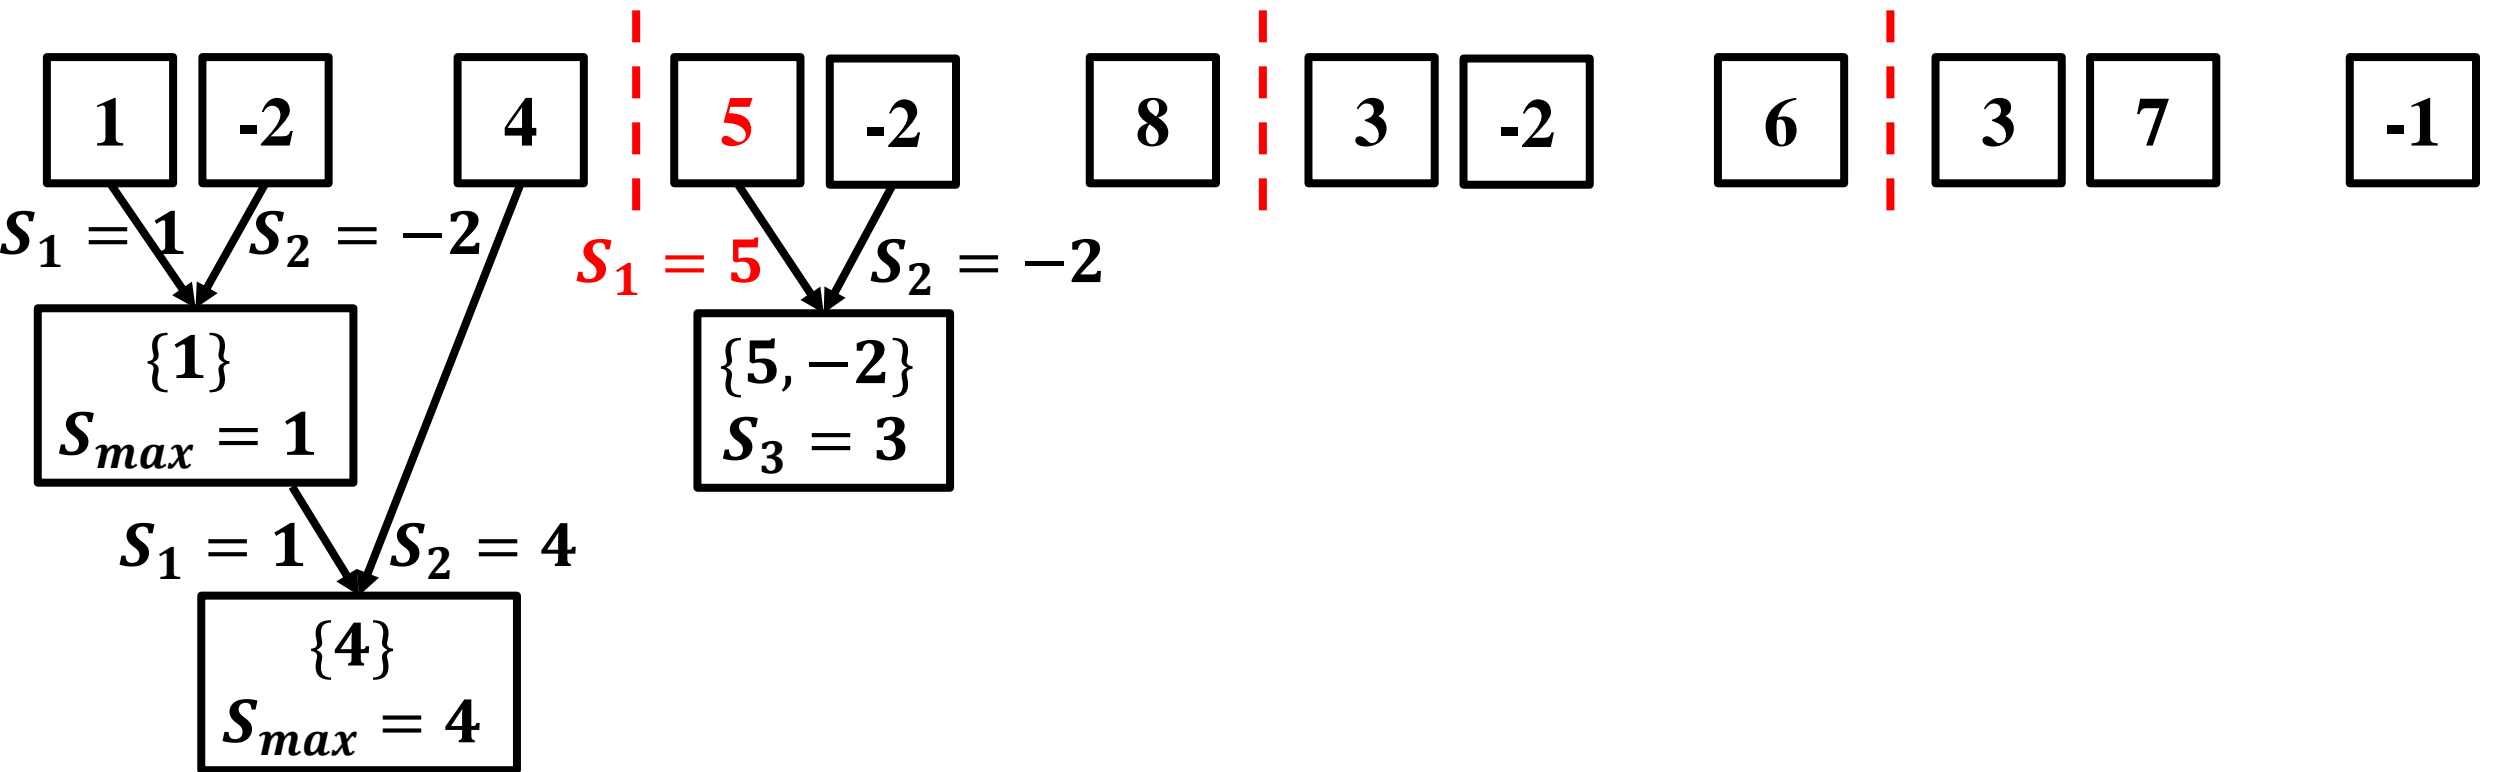 1 -2 4 5 -2 8 3 -2 6 3 7 -1
S₁ = 1 S₂ = −2 S₁ = 5 S₂ = −2
{1}
Sₘₐₓ = 1
{5, −2}
S₃ = 3
S₁ = 1 S₂ = 4
{4}
Sₘₐₓ = 4